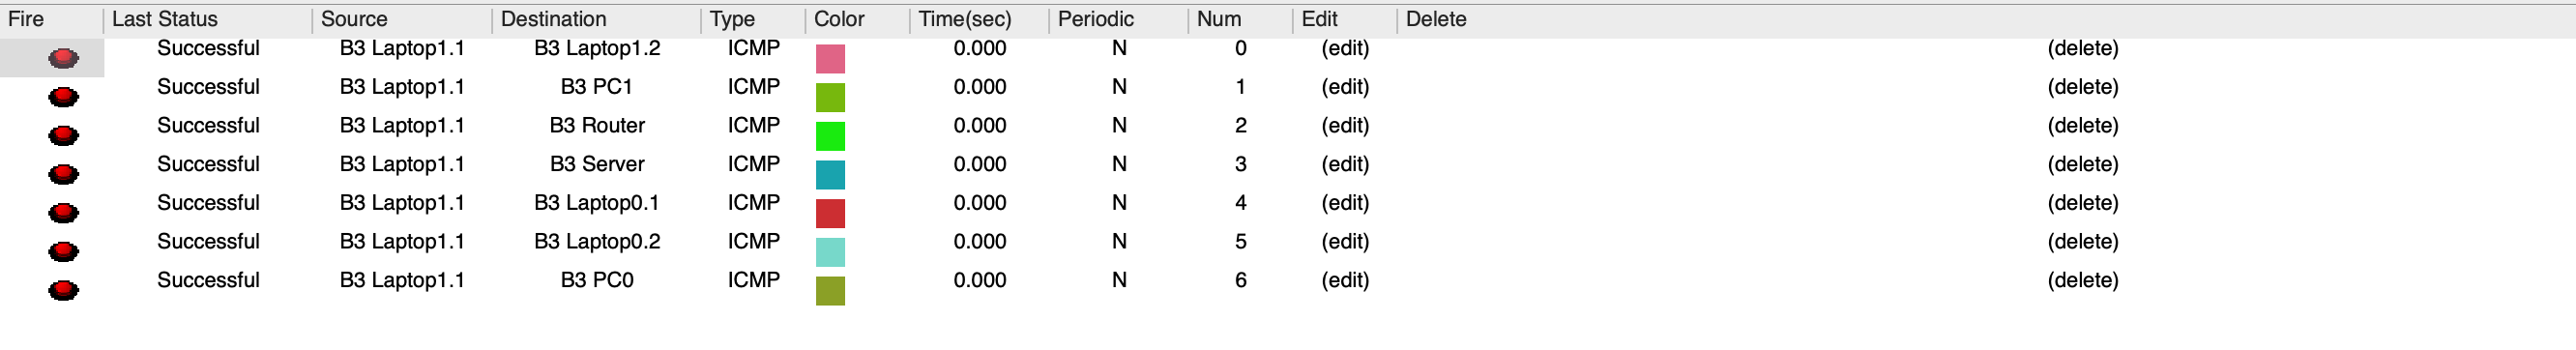 Fire Last Status Source Destination Type Color Time(sec) Periodic Num Edit Delete
Successful B3 Laptop1.1 B3 Laptop1.2 ICMP 0.000 N 0 (edit) (delete)
Successful B3 Laptop1.1 B3 PC1 ICMP 0.000 N 1 (edit) (delete)
Successful B3 Laptop1.1 B3 Router ICMP 0.000 N 2 (edit) (delete)
Successful B3 Laptop1.1 B3 Server ICMP 0.000 N 3 (edit) (delete)
Successful B3 Laptop1.1 B3 Laptop0.1 ICMP 0.000 N 4 (edit) (delete)
Successful B3 Laptop1.1 B3 Laptop0.2 ICMP 0.000 N 5 (edit) (delete)
Successful B3 Laptop1.1 B3 PC0 ICMP 0.000 N 6 (edit) (delete)